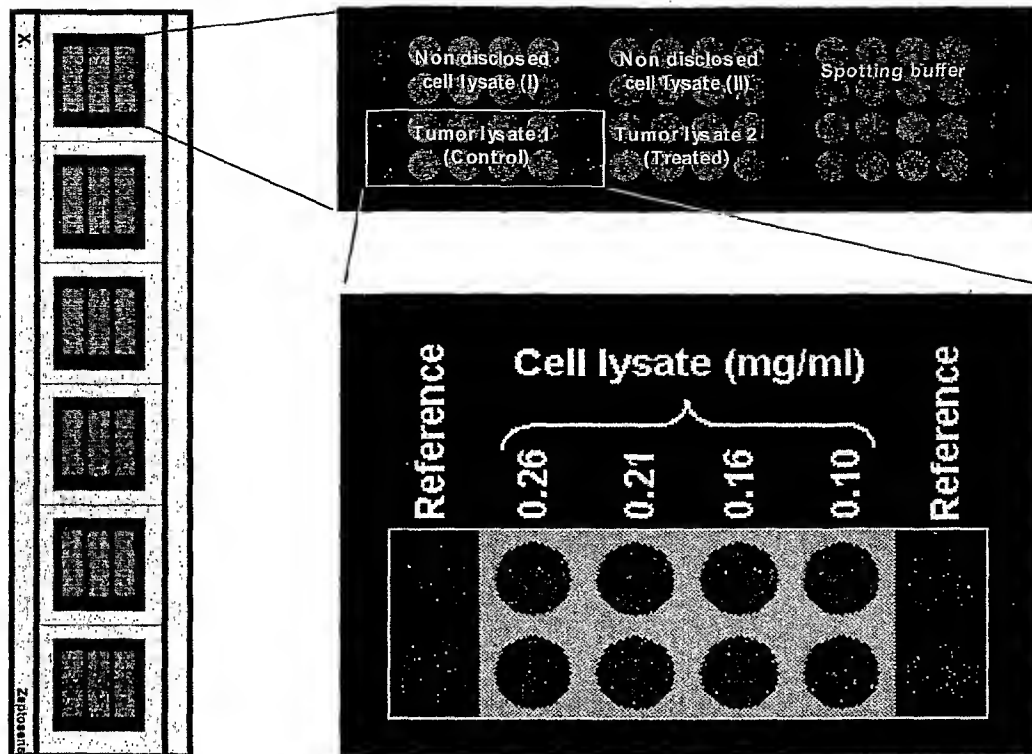 X
Non disclosed
cell lysate (I)
Non disclosed
cell lysate (II)
Spotting buffer
Tumor lysate 1
(Control)
Tumor lysate 2
(Treated)
Cell lysate (mg/ml)
Reference
0.26
0.21
0.16
0.10
Reference